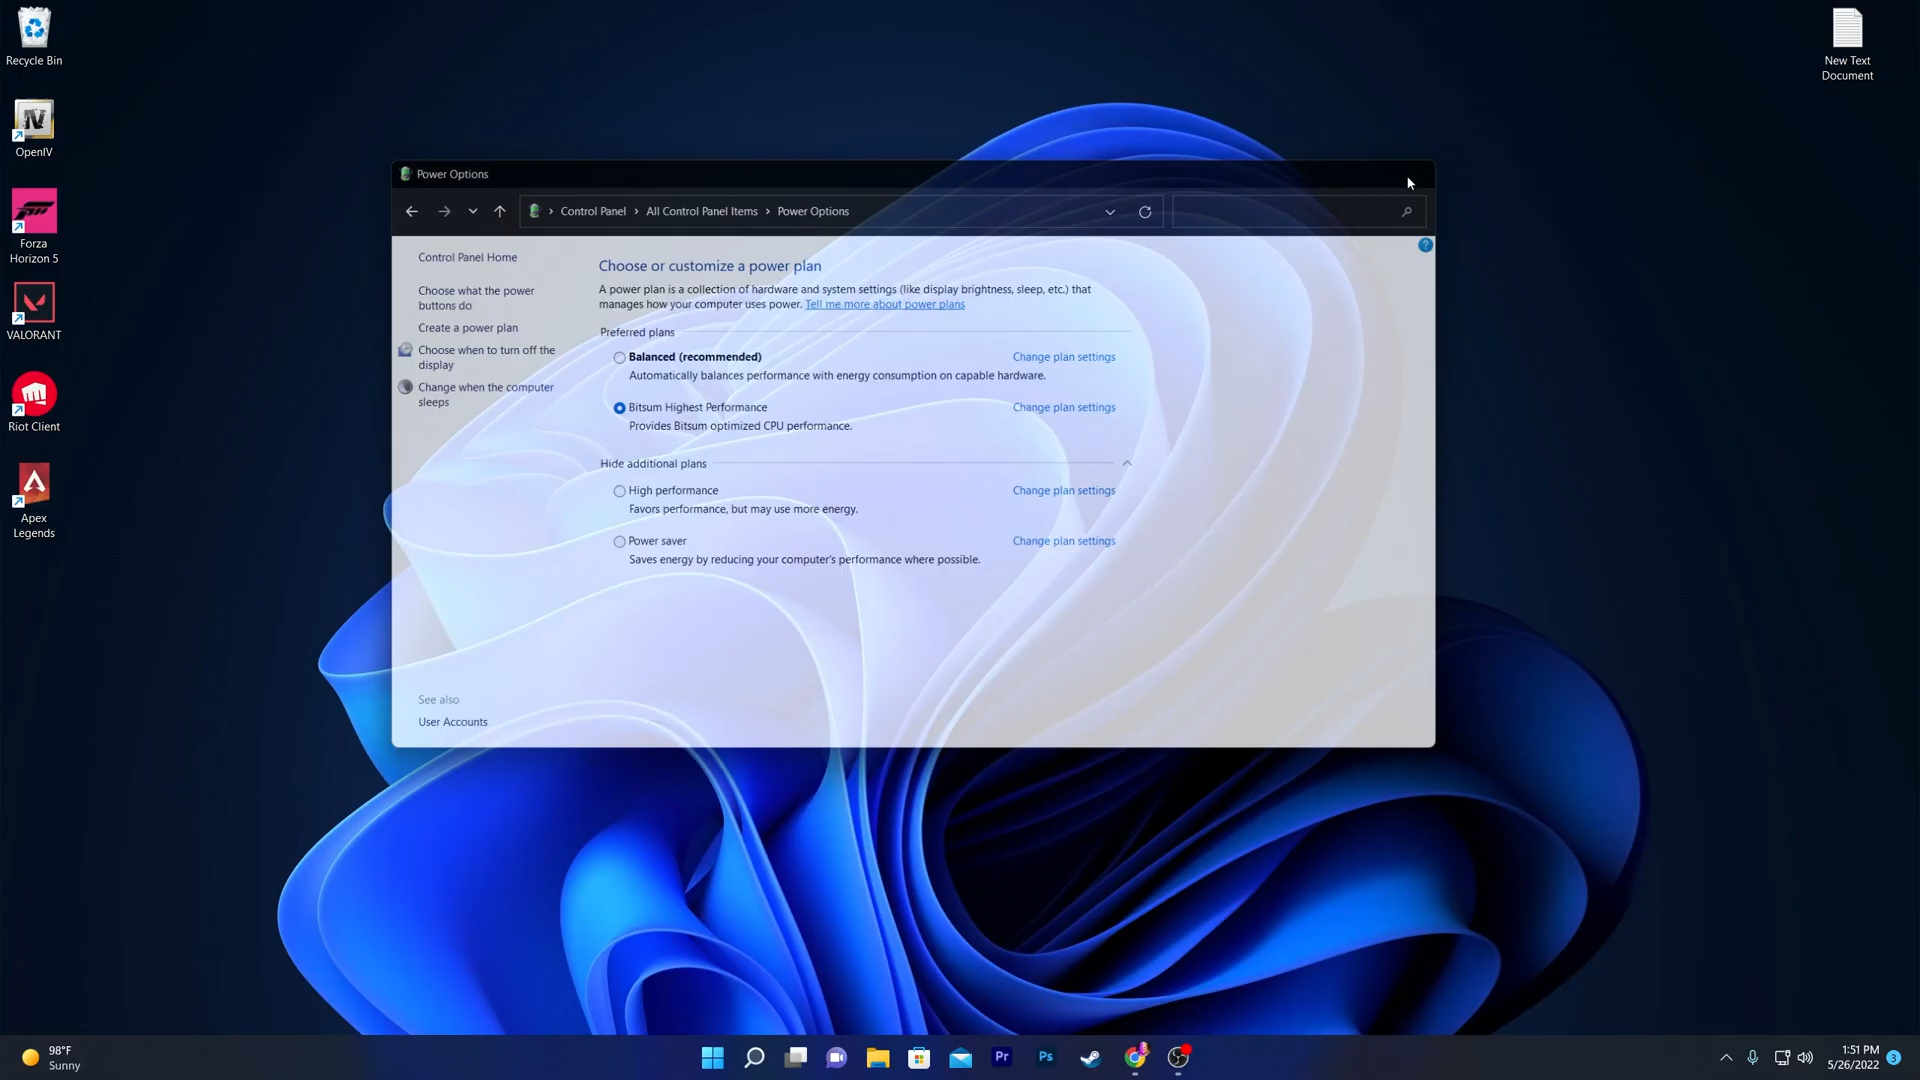 Recycle Bin
OpenIV
Forza
Horizon 5
VALORANT
Riot Client
Apex
Legends
New Text
Document
Power Options
Control Panel
All Control Panel Items
Power Options
Control Panel Home
Choose what the power
buttons do
Create a power plan
Choose when to turn off the
display
Change when the computer
sleeps
See also
User Accounts
Choose or customize a power plan
A power plan is a collection of hardware and system settings (like display brightness, sleep, etc.) that
manages how your computer uses power. Tell me more about power plans
Preferred plans
Balanced (recommended) Change plan settings
Automatically balances performance with energy consumption on capable hardware.
Bitsum Highest Performance Change plan settings
Provides Bitsum optimized CPU performance.
Hide additional plans
High performance Change plan settings
Favors performance, but may use more energy.
Power saver Change plan settings
Saves energy by reducing your computer's performance where possible.
?
98°F
Sunny
Pr
Ps
1:51 PM
5/26/2022
3